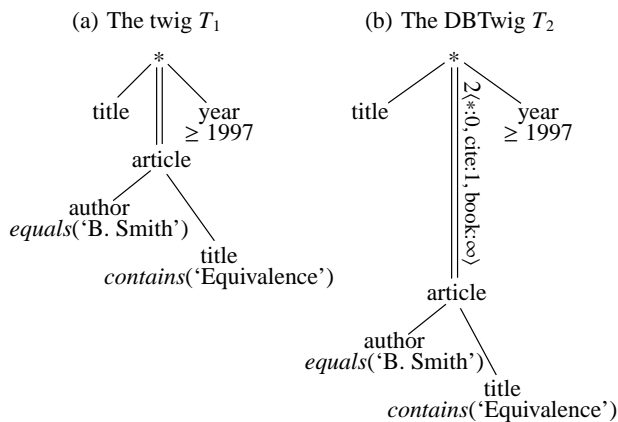 (a) The twig T₁
*
title
year
≥ 1997
article
author
equals(‘B. Smith’)
title
contains(‘Equivalence’)
(b) The DBTwig T₂
*
title
2⟨*:0, cite:1, book:∞⟩
year
≥ 1997
article
author
equals(‘B. Smith’)
title
contains(‘Equivalence’)